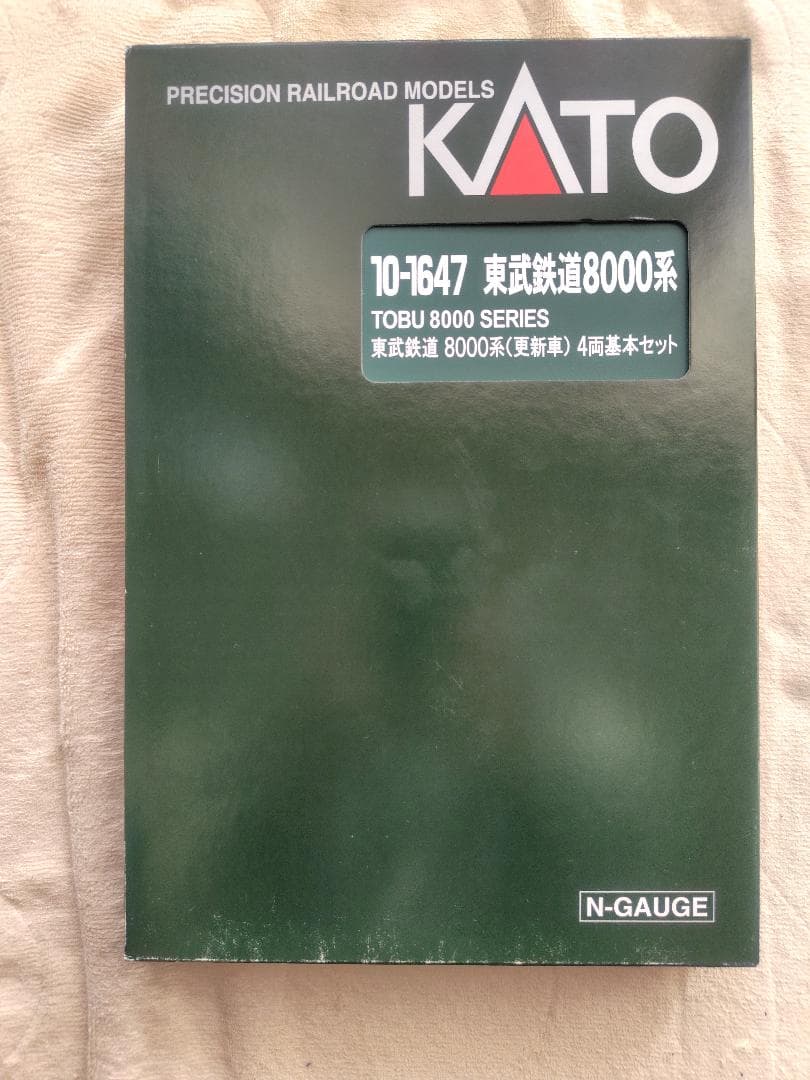 PRECISION RAILROAD MODELS
KATO
10-1647 東武鉄道8000系
TOBU 8000 SERIES
東武鉄道 8000系(更新車) 4両基本セット
N-GAUGE